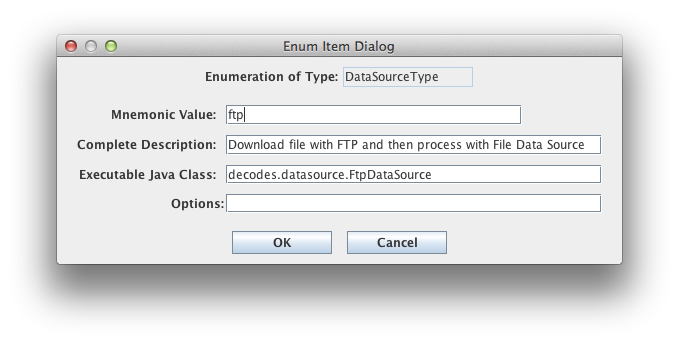 Enum Item Dialog
Enumeration of Type: DataSourceType
Mnemonic Value: ftp
Complete Description: Download file with FTP and then process with File Data Source
Executable Java Class: decodes.datasource.FtpDataSource
Options:
OK Cancel